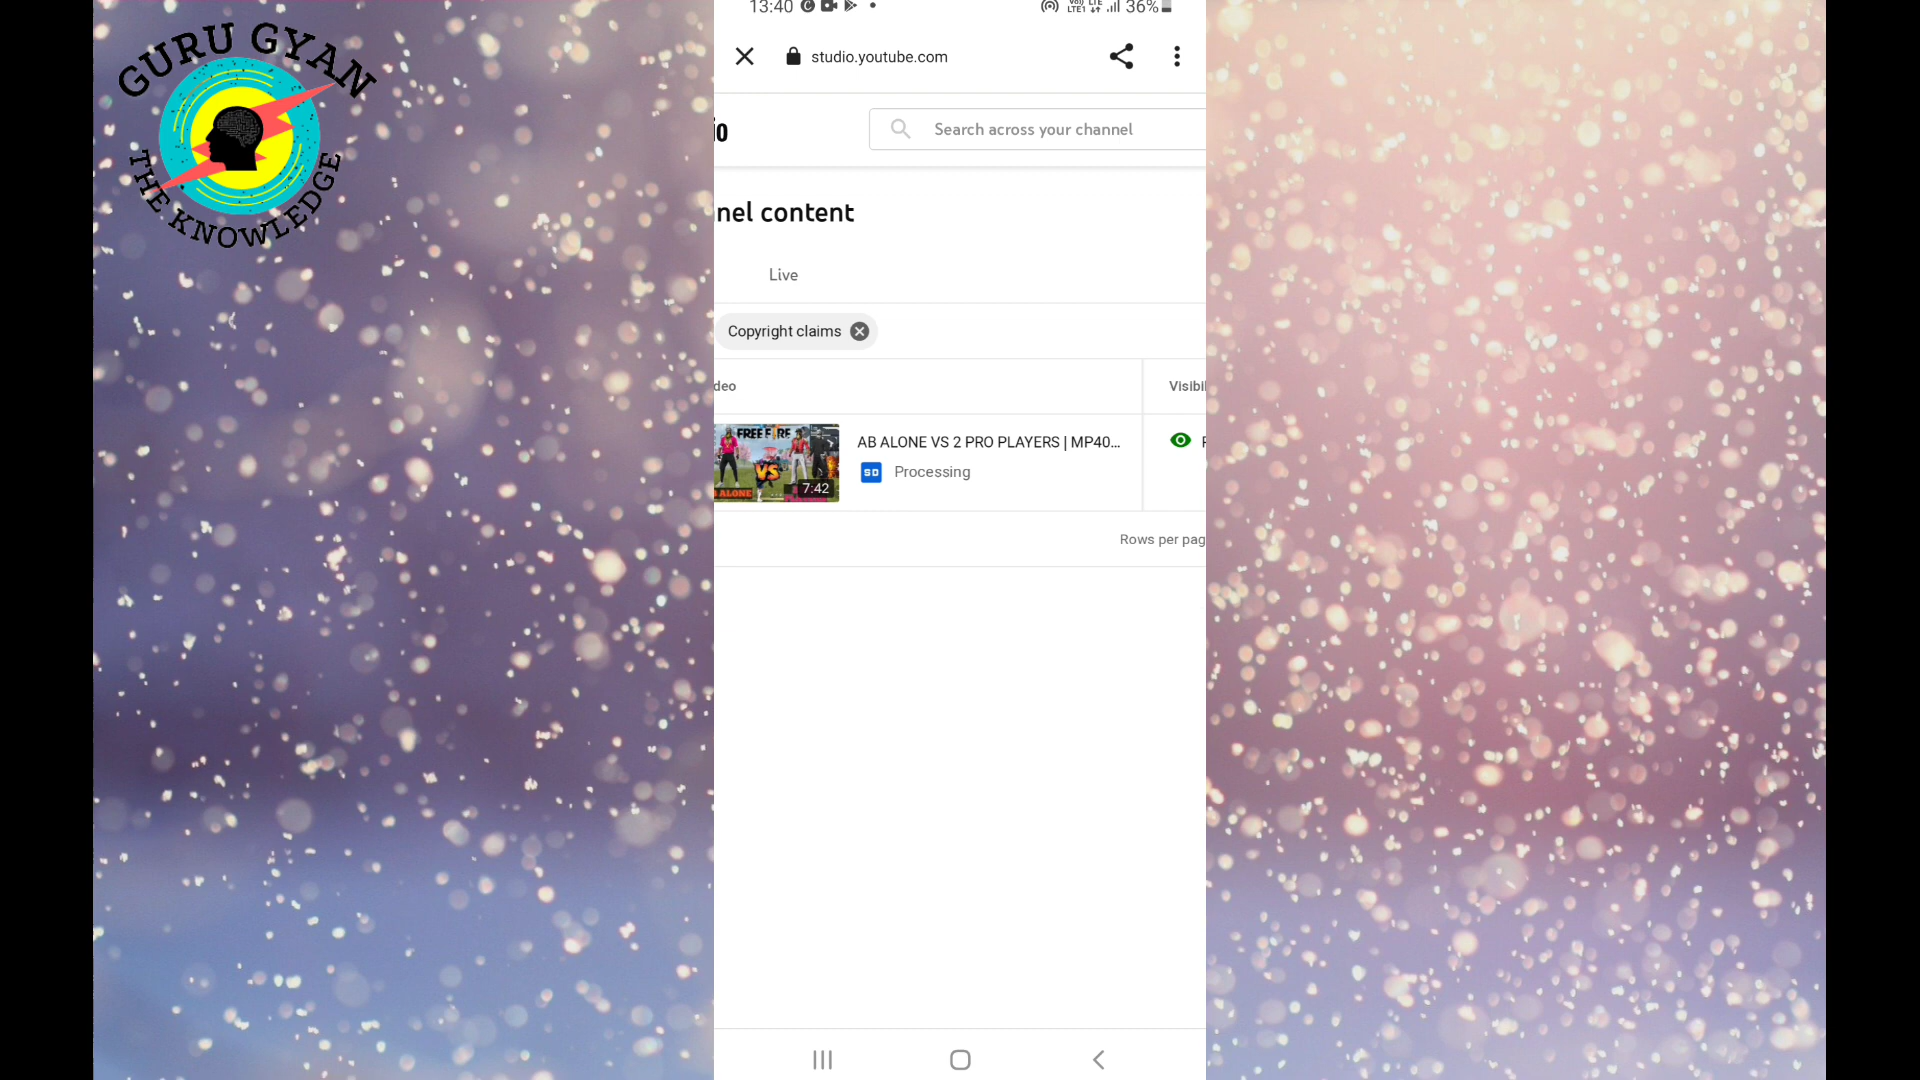 GURU GYAN
THE KNOWLEDGE
13:40
36%
studio.youtube.com
io
Search across your channel
nel content
Live
Copyright claims
deo
Visibil
FREE FIRE
VS
ALONE
7:42
AB ALONE VS 2 PRO PLAYERS | MP40...
SD Processing
Rows per pag